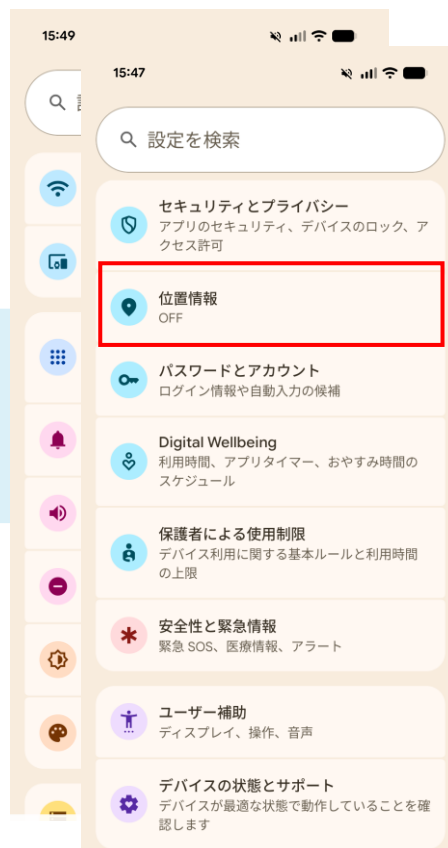 15:49
15:47
設定を検索
セキュリティとプライバシー
アプリのセキュリティ、デバイスのロック、ア
クセス許可
位置情報
OFF
パスワードとアカウント
ログイン情報や自動入力の候補
Digital Wellbeing
利用時間、アプリタイマー、おやすみ時間の
スケジュール
保護者による使用制限
デバイス利用に関する基本ルールと利用時間
の上限
安全性と緊急情報
緊急 SOS、医療情報、アラート
ユーザー補助
ディスプレイ、操作、音声
デバイスの状態とサポート
デバイスが最適な状態で動作していることを確
認します